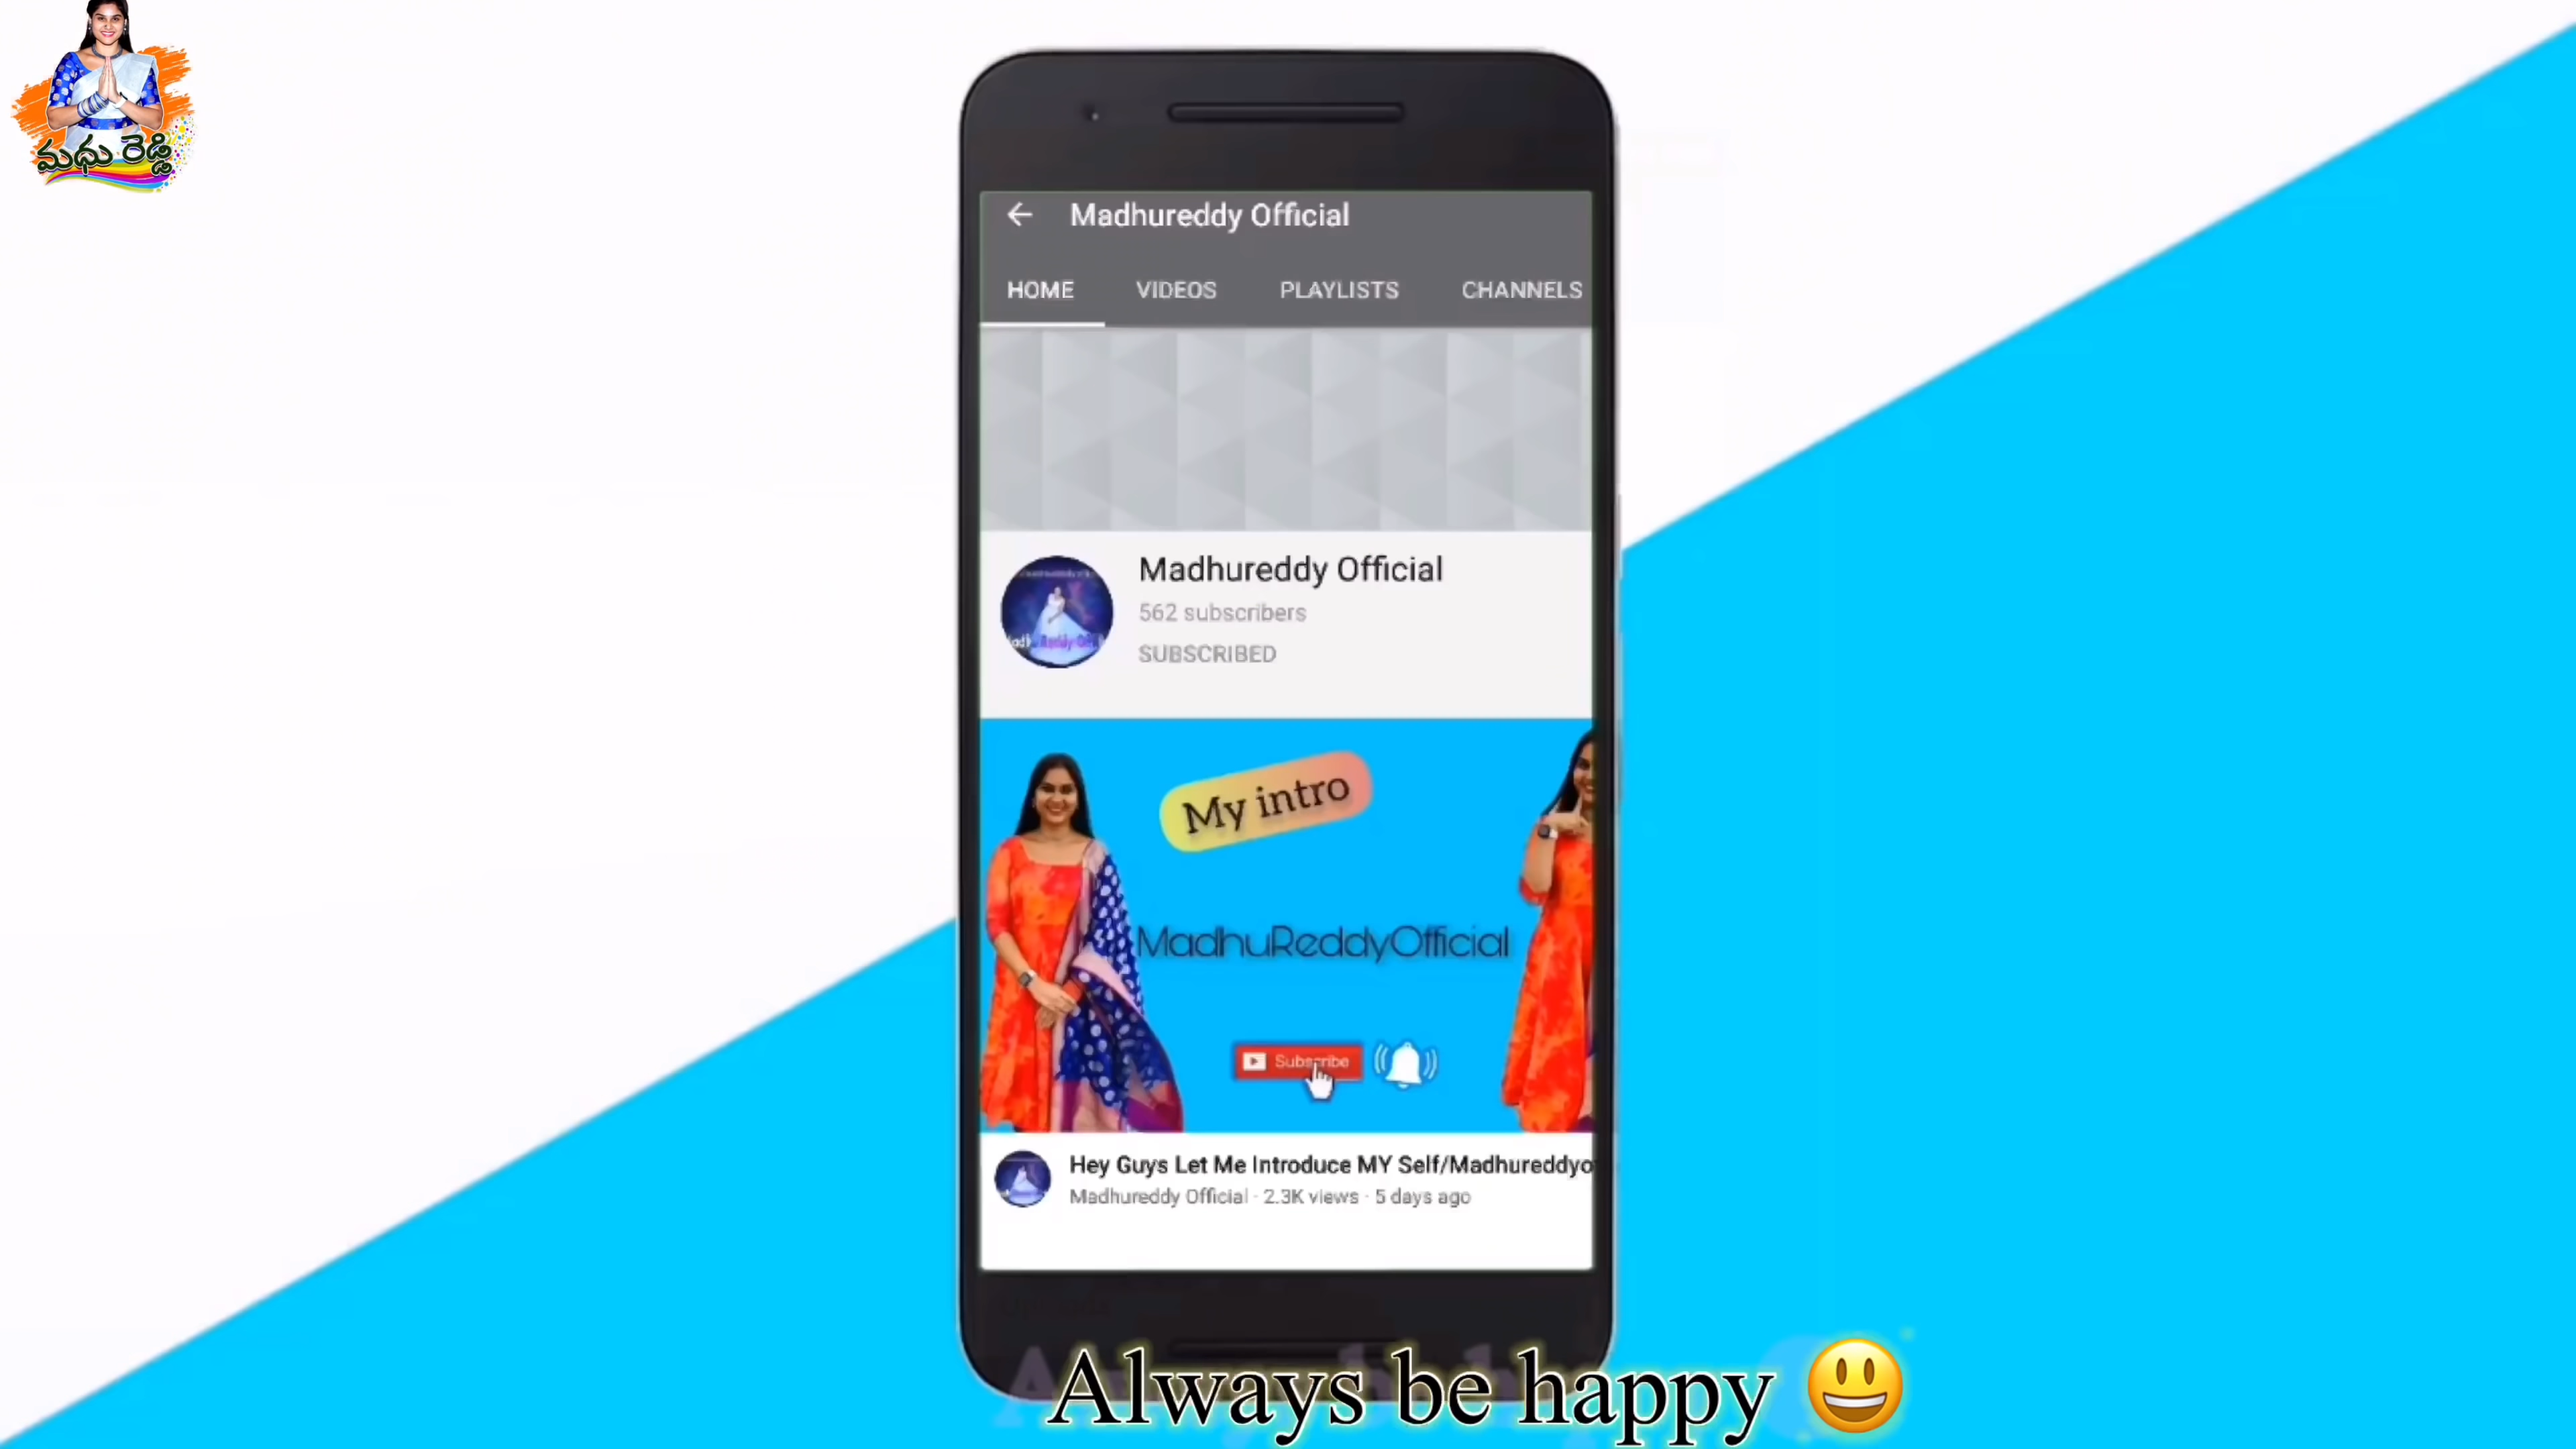 మధు రెడ్డి
Madhureddy Official
HOME VIDEOS PLAYLISTS CHANNELS
Madhureddy Official
562 subscribers
SUBSCRIBED
My intro
MadhuReddyOfficial
Subscribe
Hey Guys Let Me Introduce MY Self/Madhureddyo
Madhureddy Official · 2.3K views · 5 days ago
Always be happy 😃